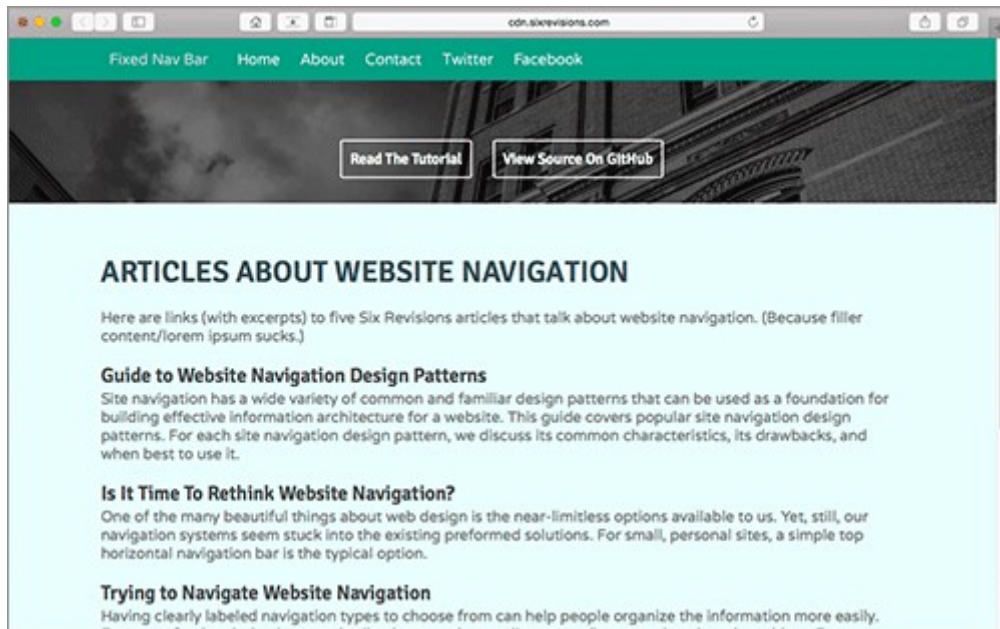 cdn.sixrevisions.com
Fixed Nav Bar Home About Contact Twitter Facebook
Read The Tutorial View Source On GitHub
ARTICLES ABOUT WEBSITE NAVIGATION
Here are links (with excerpts) to five Six Revisions articles that talk about website navigation. (Because filler
content/lorem ipsum sucks.)
Guide to Website Navigation Design Patterns
Site navigation has a wide variety of common and familiar design patterns that can be used as a foundation for
building effective information architecture for a website. This guide covers popular site navigation design
patterns. For each site navigation design pattern, we discuss its common characteristics, its drawbacks, and
when best to use it.
Is It Time To Rethink Website Navigation?
One of the many beautiful things about web design is the near-limitless options available to us. Yet, still, our
navigation systems seem stuck into the existing preformed solutions. For small, personal sites, a simple top
horizontal navigation bar is the typical option.
Trying to Navigate Website Navigation
Having clearly labeled navigation types to choose from can help people organize the information more easily.